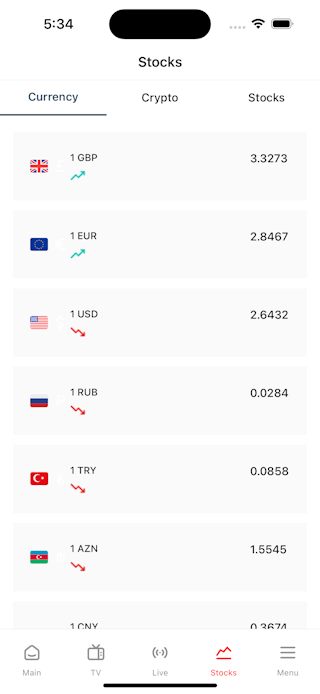 5:34
Stocks
Currency Crypto Stocks
1 GBP 3.3273
1 EUR 2.8467
1 USD 2.6432
1 RUB 0.0284
1 TRY 0.0858
1 AZN 1.5545
1 CNY 0.3674
Main TV Live Stocks Menu